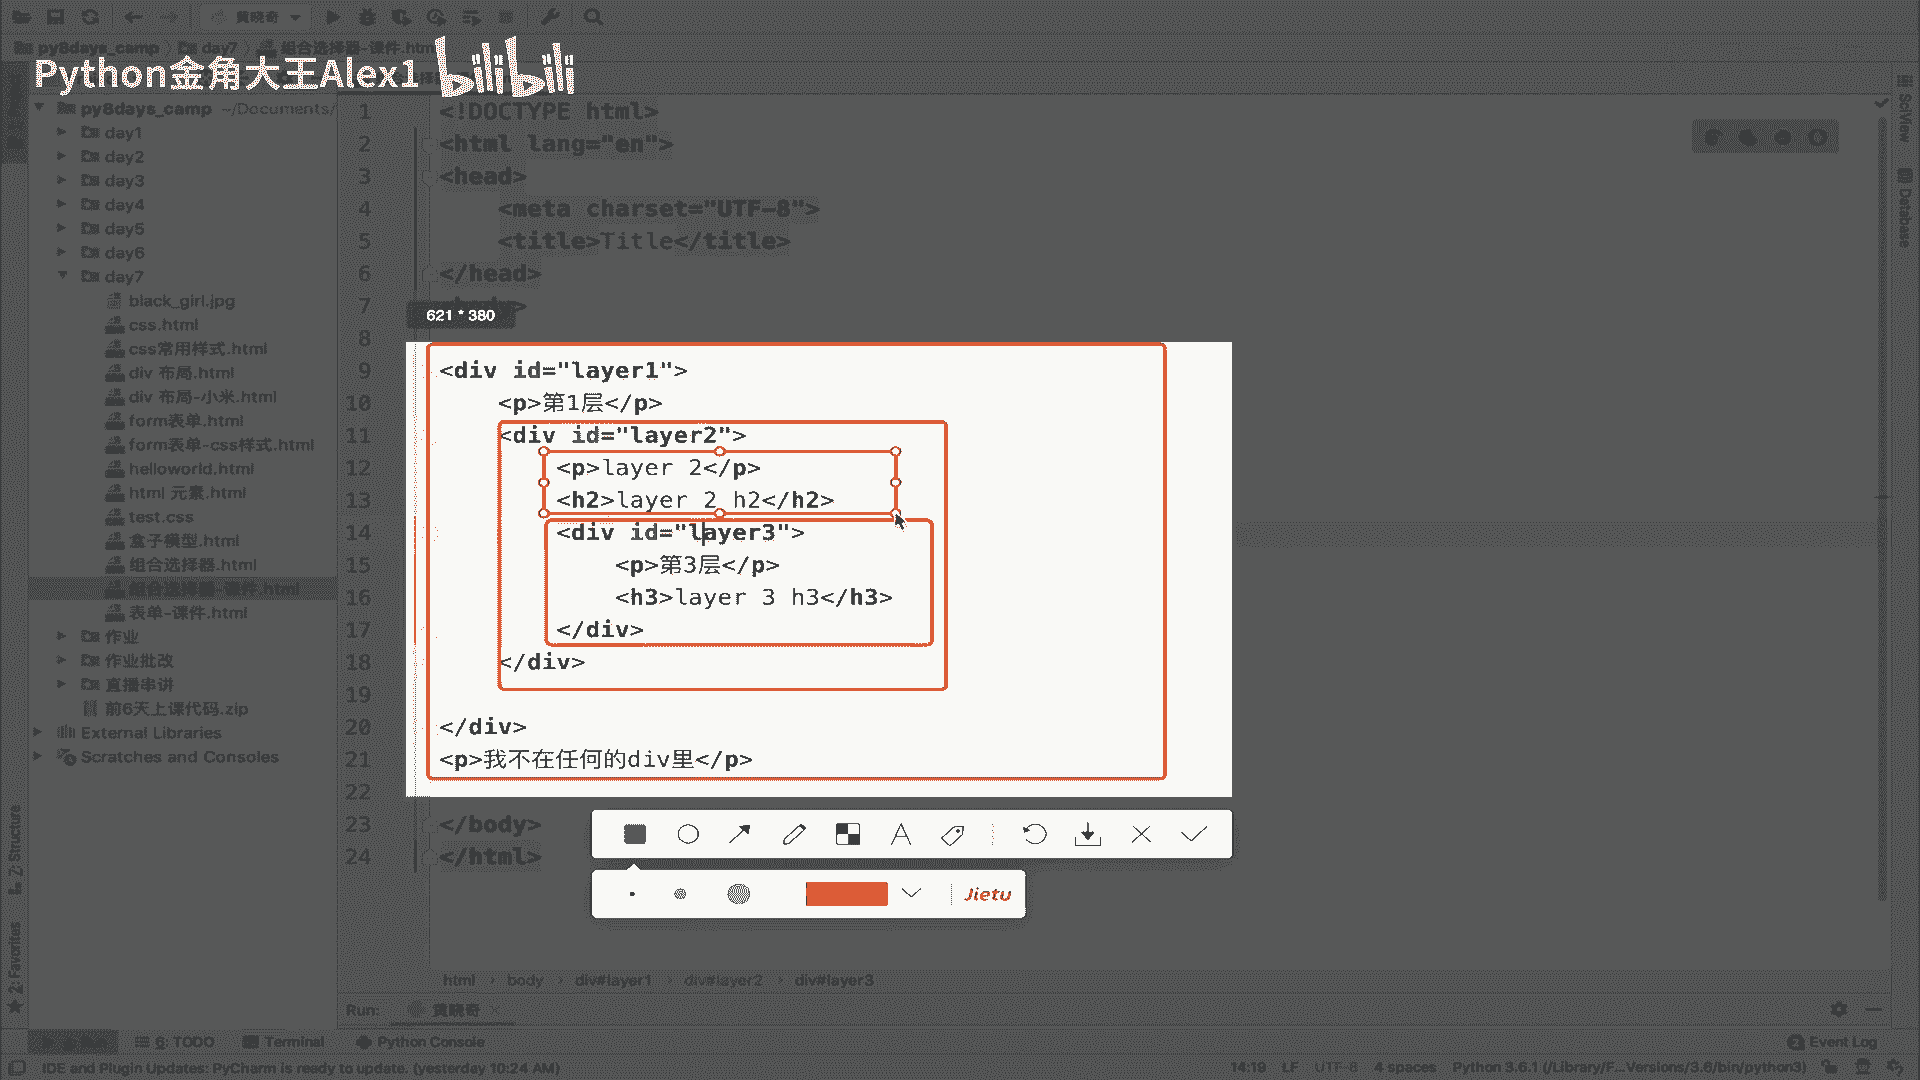 黄晓奇
py8days_camp
day7
组合选择器-课件.htm
Python金角大王Alex1 bilibili
py8days_camp ~/Documents/
day1
day2
day3
day4
day5
day6
day7
black_girl.jpg
css.html
css常用样式.html
div 布局.html
div 布局-小米.html
form表单.html
form表单-css样式.html
helloworld.html
html 元素.html
test.css
盒子模型.html
组合选择器.html
组合选择器-课件.html
表单-课件.html
作业
作业批改
直播串讲
前6天上课代码.zip
External Libraries
Scratches and Consoles
1 <!DOCTYPE html>
2 <html lang="en">
3 <head>
4 <meta charset="UTF-8">
5 <title>Title</title>
6 </head>
7
621 * 380
8
9 <div id="layer1">
10 <p>第1层</p>
11 <div id="layer2">
12 <p>layer 2</p>
13 <h2>layer 2 h2</h2>
14 <div id="layer3">
15 <p>第3层</p>
16 <h3>layer 3 h3</h3>
17 </div>
18 </div>
19
20 </div>
21 <p>我不在任何的div里</p>
22
23 </body>
24 </html>
Jietu
SciView
Database
Z: Structure
2: Favorites
html body div#layer1 div#layer2 div#layer3
Run: 黄晓奇
6: TODO Terminal Python Console
2 Event Log
IDE and Plugin Updates: PyCharm is ready to update. (yesterday 10:24 AM)
14:19 LF UTF-8 4 spaces Python 3.6.1 (/Library/F...Versions/3.6/bin/python3)